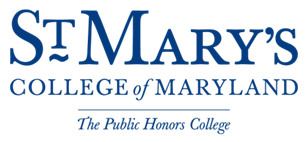 St Mary's
College of Maryland
The Public Honors College